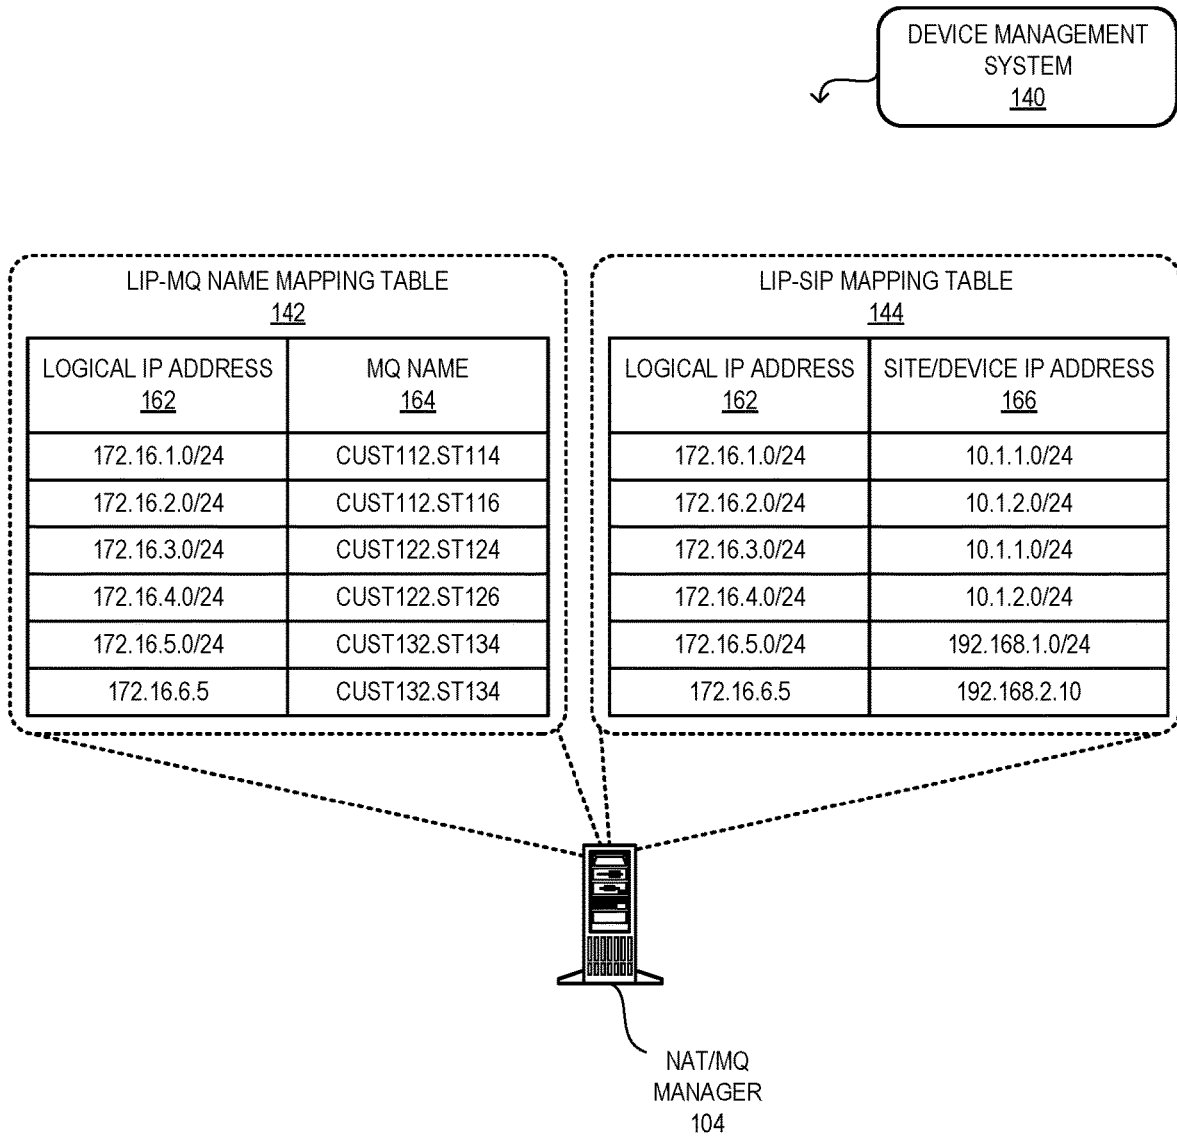 DEVICE MANAGEMENT
SYSTEM
140
LIP-MQ NAME MAPPING TABLE
142
LOGICAL IP ADDRESS
162
MQ NAME
164
172.16.1.0/24 CUST112.ST114
172.16.2.0/24 CUST112.ST116
172.16.3.0/24 CUST122.ST124
172.16.4.0/24 CUST122.ST126
172.16.5.0/24 CUST132.ST134
172.16.6.5 CUST132.ST134
LIP-SIP MAPPING TABLE
144
LOGICAL IP ADDRESS
162
SITE/DEVICE IP ADDRESS
166
172.16.1.0/24 10.1.1.0/24
172.16.2.0/24 10.1.2.0/24
172.16.3.0/24 10.1.1.0/24
172.16.4.0/24 10.1.2.0/24
172.16.5.0/24 192.168.1.0/24
172.16.6.5 192.168.2.10
NAT/MQ
MANAGER
104